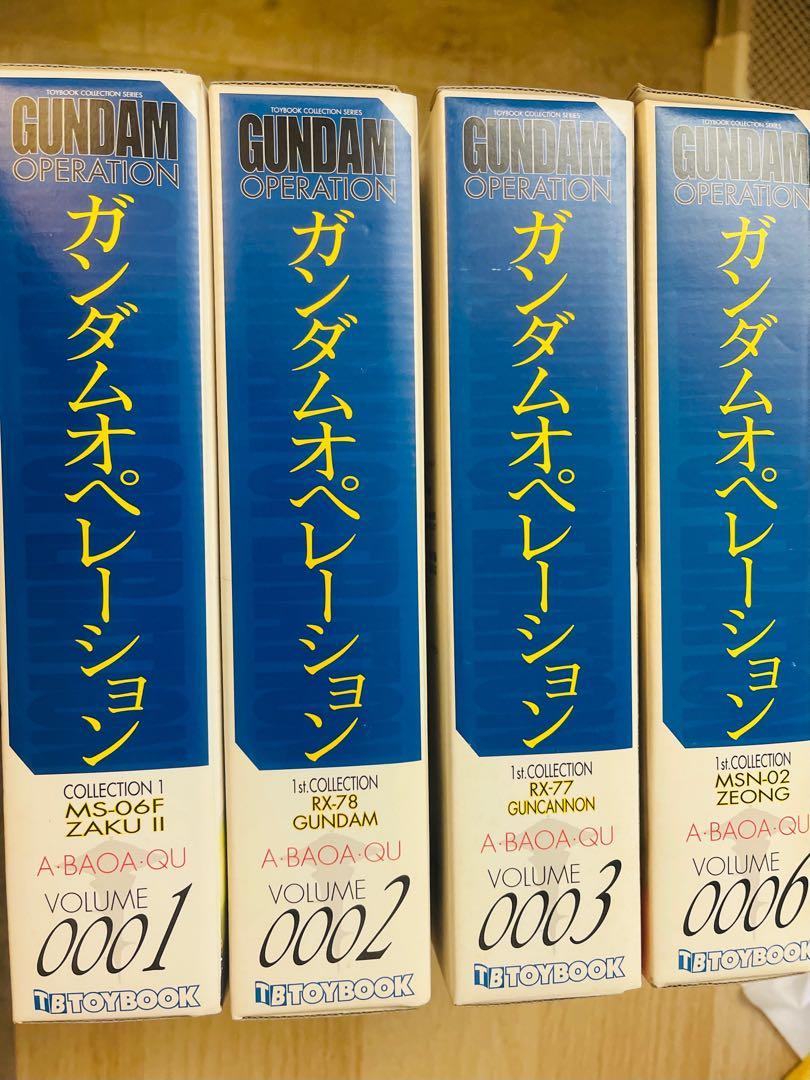 TOYBOOK COLLECTION SERIES
GUNDAM
OPERATION
ガンダムオペレーション
COLLECTION 1
MS-06F
ZAKU II
A·BAOA·QU
VOLUME
0001
TBTOYBOOK
TOYBOOK COLLECTION SERIES
GUNDAM
OPERATION
ガンダムオペレーション
1st.COLLECTION
RX-78
GUNDAM
A·BAOA·QU
VOLUME
0002
TBTOYBOOK
TOYBOOK COLLECTION SERIES
GUNDAM
OPERATION
ガンダムオペレーション
1st.COLLECTION
RX-77
GUNCANNON
A·BAOA·QU
VOLUME
0003
TBTOYBOOK
TOYBOOK COLLECTION SERIES
GUNDAM
OPERATION
ガンダムオペレーション
1st.COLLECTION
MSN-02
ZEONG
A·BAOA·QU
VOLUME
0006
TBTOYBOOK